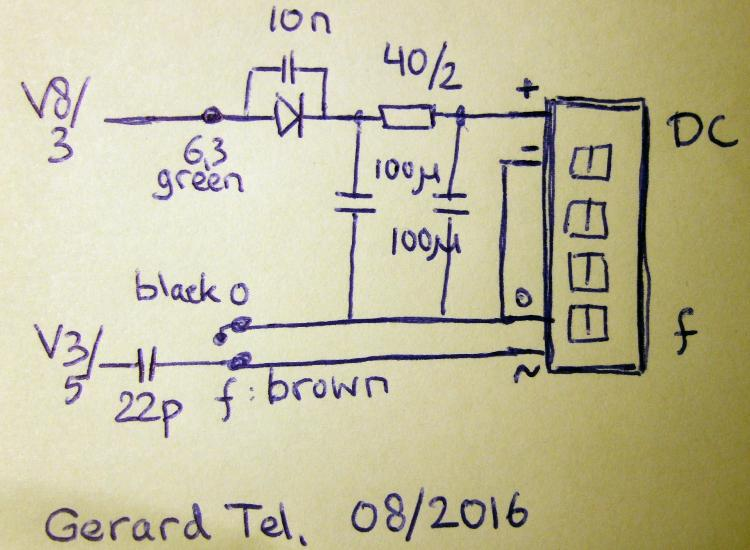 10n
40/2
V8/
3
+
DC
6,3
green
-
100μ
100μ
black 0
0
V3/
5
22p
f: brown
~
f
Gerard Tel. 08/2016